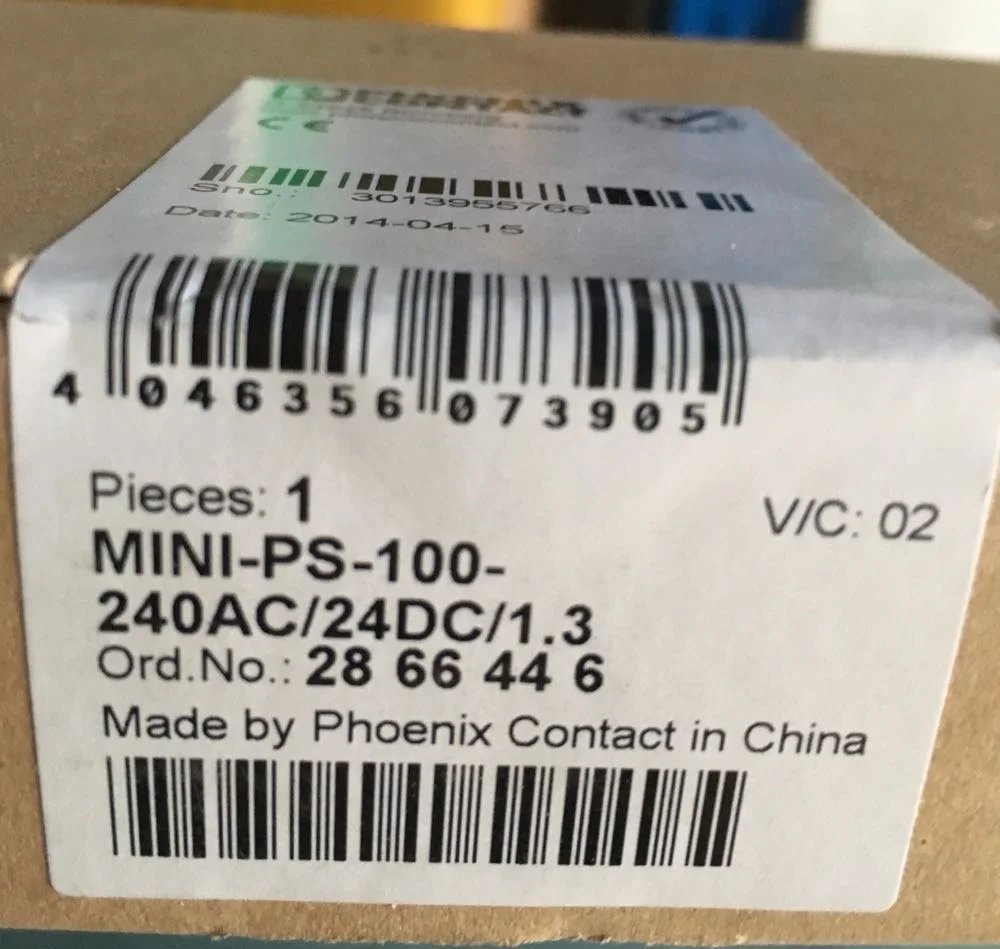 CE
Sno.: 3013955766
Date: 2014-04-15
4 046356 073905
Pieces: 1
V/C: 02
MINI-PS-100-
240AC/24DC/1.3
Ord.No.: 28 66 44 6
Made by Phoenix Contact in China